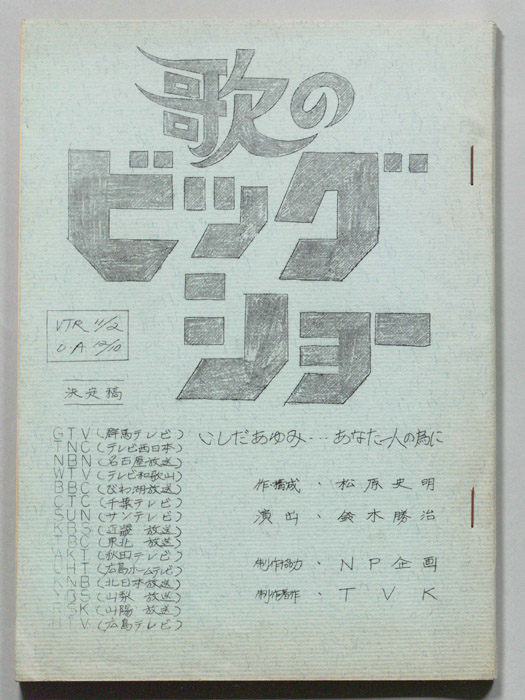 歌の
ビッグ
ショー
VTR 11/2
O.A. 12/10
決定稿
いしだあゆみ…あなた一人の為に
GTV（群馬テレビ）
TNC（テレビ西日本）
NBN（名古屋放送）
WTV（テレビ和歌山）
BBC（びわ湖放送）
CTC（千葉テレビ）
SUN（サンテレビ）
KBS（近畿 放送）
TBC（東北 放送）
AKT（秋田テレビ）
UHT（広島ホームテレビ）
KNB（北日本放送）
YBS（山梨 放送）
RSK（山陽 放送）
HTV（広島テレビ）
作・構成・松原史明
演出・鈴木勝治
制作協力・NP企画
制作著作・TVK